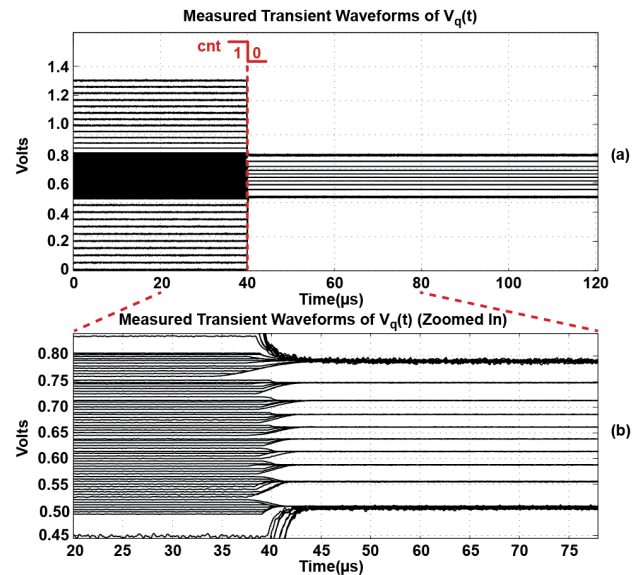 Measured Transient Waveforms of Vq(t)
cnt
1 0
1.4
1.2
1.0
0.8
0.6
0.4
0.2
0
Volts
(a)
0 20 40 60 80 100 120
Time(µs)
Measured Transient Waveforms of Vq(t) (Zoomed In)
0.80
0.75
0.70
0.65
0.60
0.55
0.50
0.45
Volts
(b)
20 25 30 35 40 45 50 55 60 65 70 75
Time(µs)